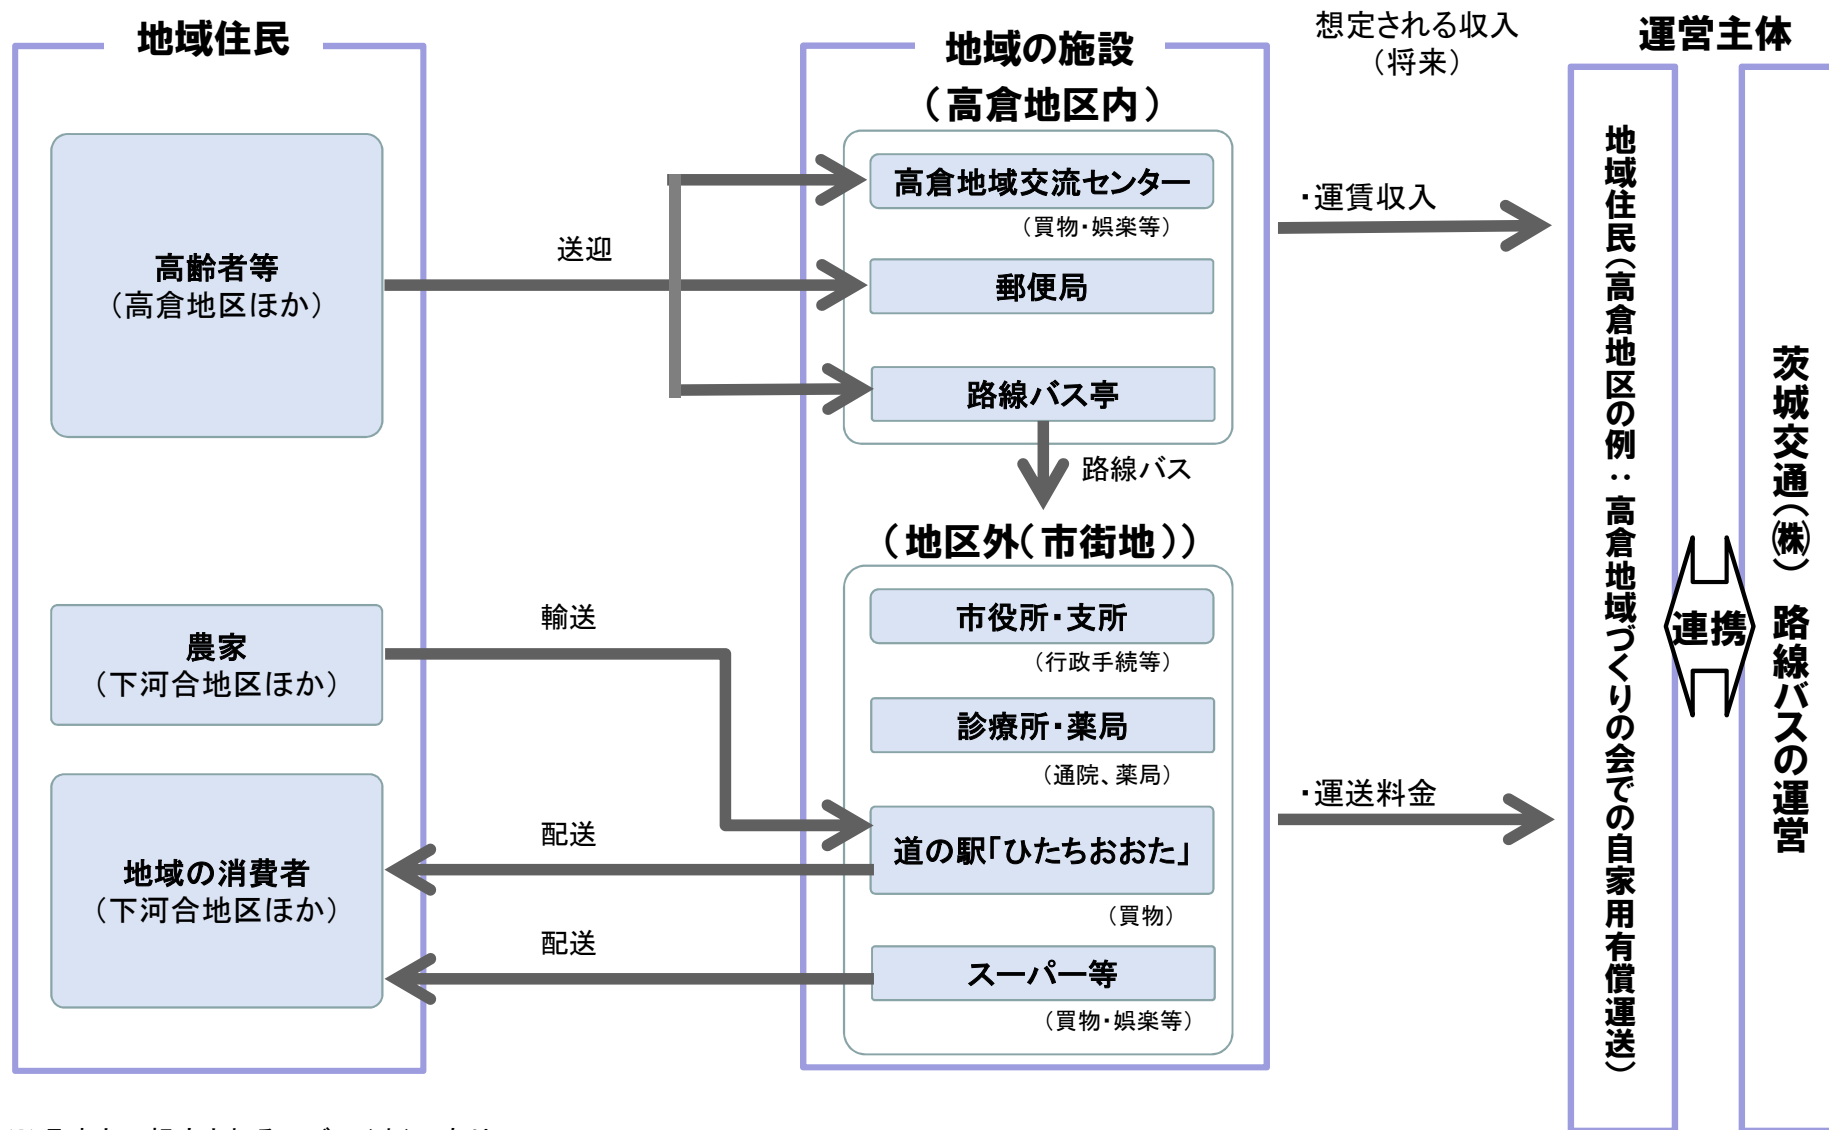 地域住民
高齢者等
（高倉地区ほか）
農家
（下河合地区ほか）
地域の消費者
（下河合地区ほか）
送迎
輸送
配送
配送
地域の施設
（高倉地区内）
高倉地域交流センター
（買物・娯楽等）
郵便局
路線バス亭
路線バス
（地区外（市街地））
市役所・支所
（行政手続等）
診療所・薬局
（通院、薬局）
道の駅「ひたちおおた」
（買物）
スーパー等
（買物・娯楽等）
想定される収入
（将来）
・運賃収入
・運送料金
運営主体
地域住民（高倉地区の例：高倉地域づくりの会での自家用有償運送）
連携
茨城交通（株）　路線バスの運営